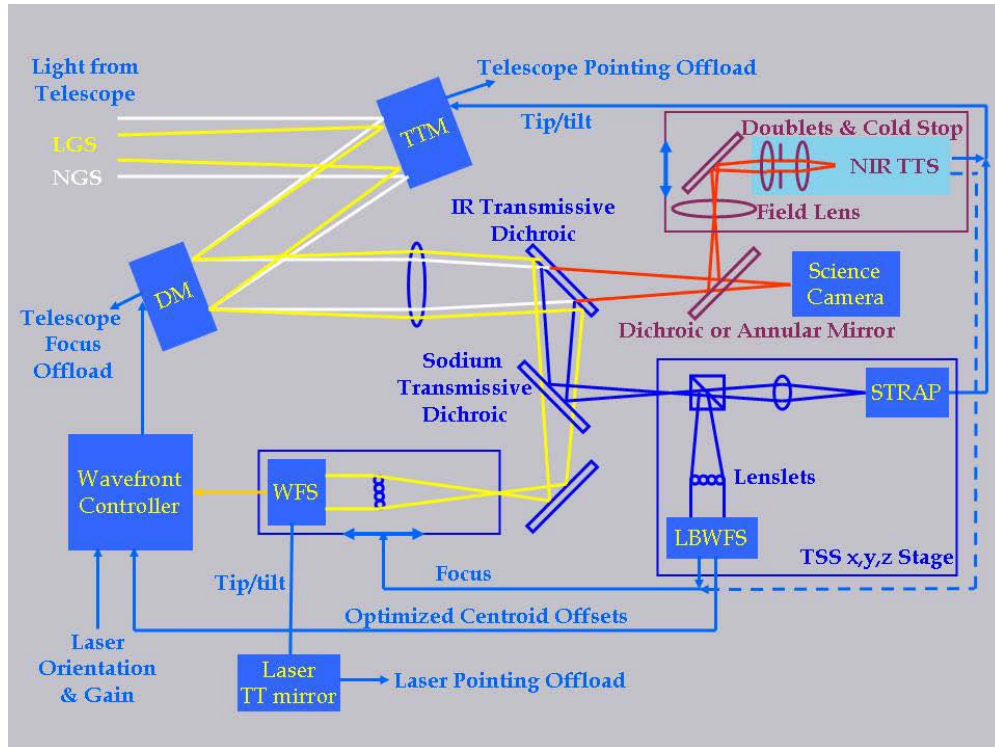 Light from
Telescope
LGS
NGS
TTM
Telescope Pointing Offload
Tip/tilt
Doublets & Cold Stop
NIR TTS
Field Lens
IR Transmissive
Dichroic
Science
Camera
Dichroic or Annular Mirror
DM
Telescope
Focus
Offload
Sodium
Transmissive
Dichroic
STRAP
Lenslets
LBWFS
TSS x,y,z Stage
Wavefront
Controller
WFS
Focus
Tip/tilt
Optimized Centroid Offsets
Laser
Orientation
& Gain
Laser
TT mirror
Laser Pointing Offload